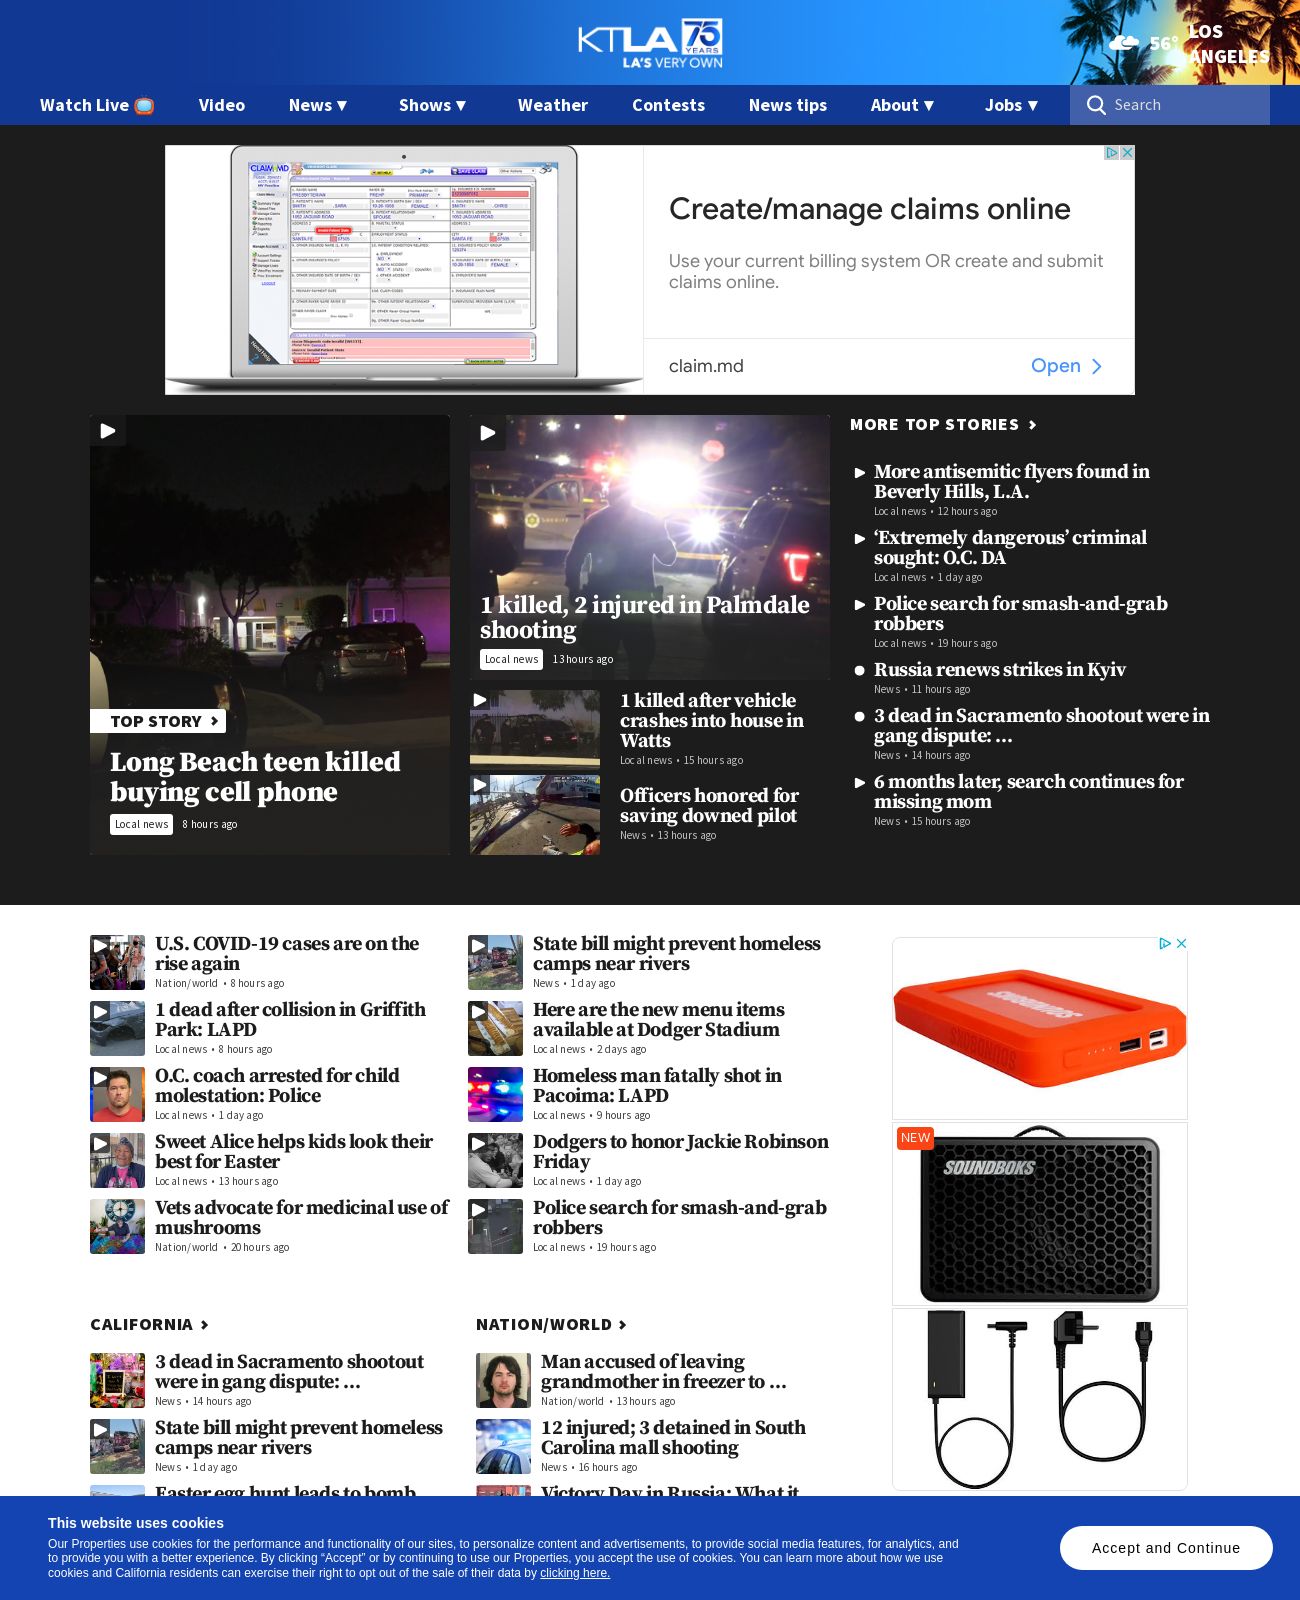 KTLA 75 YEARS
LA'S VERY OWN
56° LOS ANGELES
Watch Live Video News ▼ Shows ▼ Weather Contests News tips About ▼ Jobs ▼ Search
Create/manage claims online
Use your current billing system OR create and submit
claims online.
claim.md Open
CLAIM.MD
TOP STORY
Long Beach teen killed
buying cell phone
Local news 8 hours ago
1 killed, 2 injured in Palmdale
shooting
Local news 13 hours ago
1 killed after vehicle
crashes into house in
Watts
Local news • 15 hours ago
Officers honored for
saving downed pilot
News • 13 hours ago
MORE TOP STORIES
More antisemitic flyers found in
Beverly Hills, L.A.
Local news • 12 hours ago
‘Extremely dangerous’ criminal
sought: O.C. DA
Local news • 1 day ago
Police search for smash-and-grab
robbers
Local news • 19 hours ago
Russia renews strikes in Kyiv
News • 11 hours ago
3 dead in Sacramento shootout were in
gang dispute: …
News • 14 hours ago
6 months later, search continues for
missing mom
News • 15 hours ago
U.S. COVID-19 cases are on the
rise again
Nation/world • 8 hours ago
1 dead after collision in Griffith
Park: LAPD
Local news • 8 hours ago
O.C. coach arrested for child
molestation: Police
Local news • 1 day ago
Sweet Alice helps kids look their
best for Easter
Local news • 13 hours ago
Vets advocate for medicinal use of
mushrooms
Nation/world • 20 hours ago
State bill might prevent homeless
camps near rivers
News • 1 day ago
Here are the new menu items
available at Dodger Stadium
Local news • 2 days ago
Homeless man fatally shot in
Pacoima: LAPD
Local news • 9 hours ago
Dodgers to honor Jackie Robinson
Friday
Local news • 1 day ago
Police search for smash-and-grab
robbers
Local news • 19 hours ago
SOUNDBOKS
SOUNDBOKS
NEW
SOUNDBOKS
CALIFORNIA
3 dead in Sacramento shootout
were in gang dispute: …
News • 14 hours ago
State bill might prevent homeless
camps near rivers
News • 1 day ago
Easter egg hunt leads to bomb
NATION/WORLD
Man accused of leaving
grandmother in freezer to …
Nation/world • 13 hours ago
12 injured; 3 detained in South
Carolina mall shooting
News • 16 hours ago
Victory Day in Russia: What it
This website uses cookies
Our Properties use cookies for the performance and functionality of our sites, to personalize content and advertisements, to provide social media features, for analytics, and
to provide you with a better experience. By clicking “Accept” or by continuing to use our Properties, you accept the use of cookies. You can learn more about how we use
cookies and California residents can exercise their right to opt out of the sale of their data by clicking here.
Accept and Continue